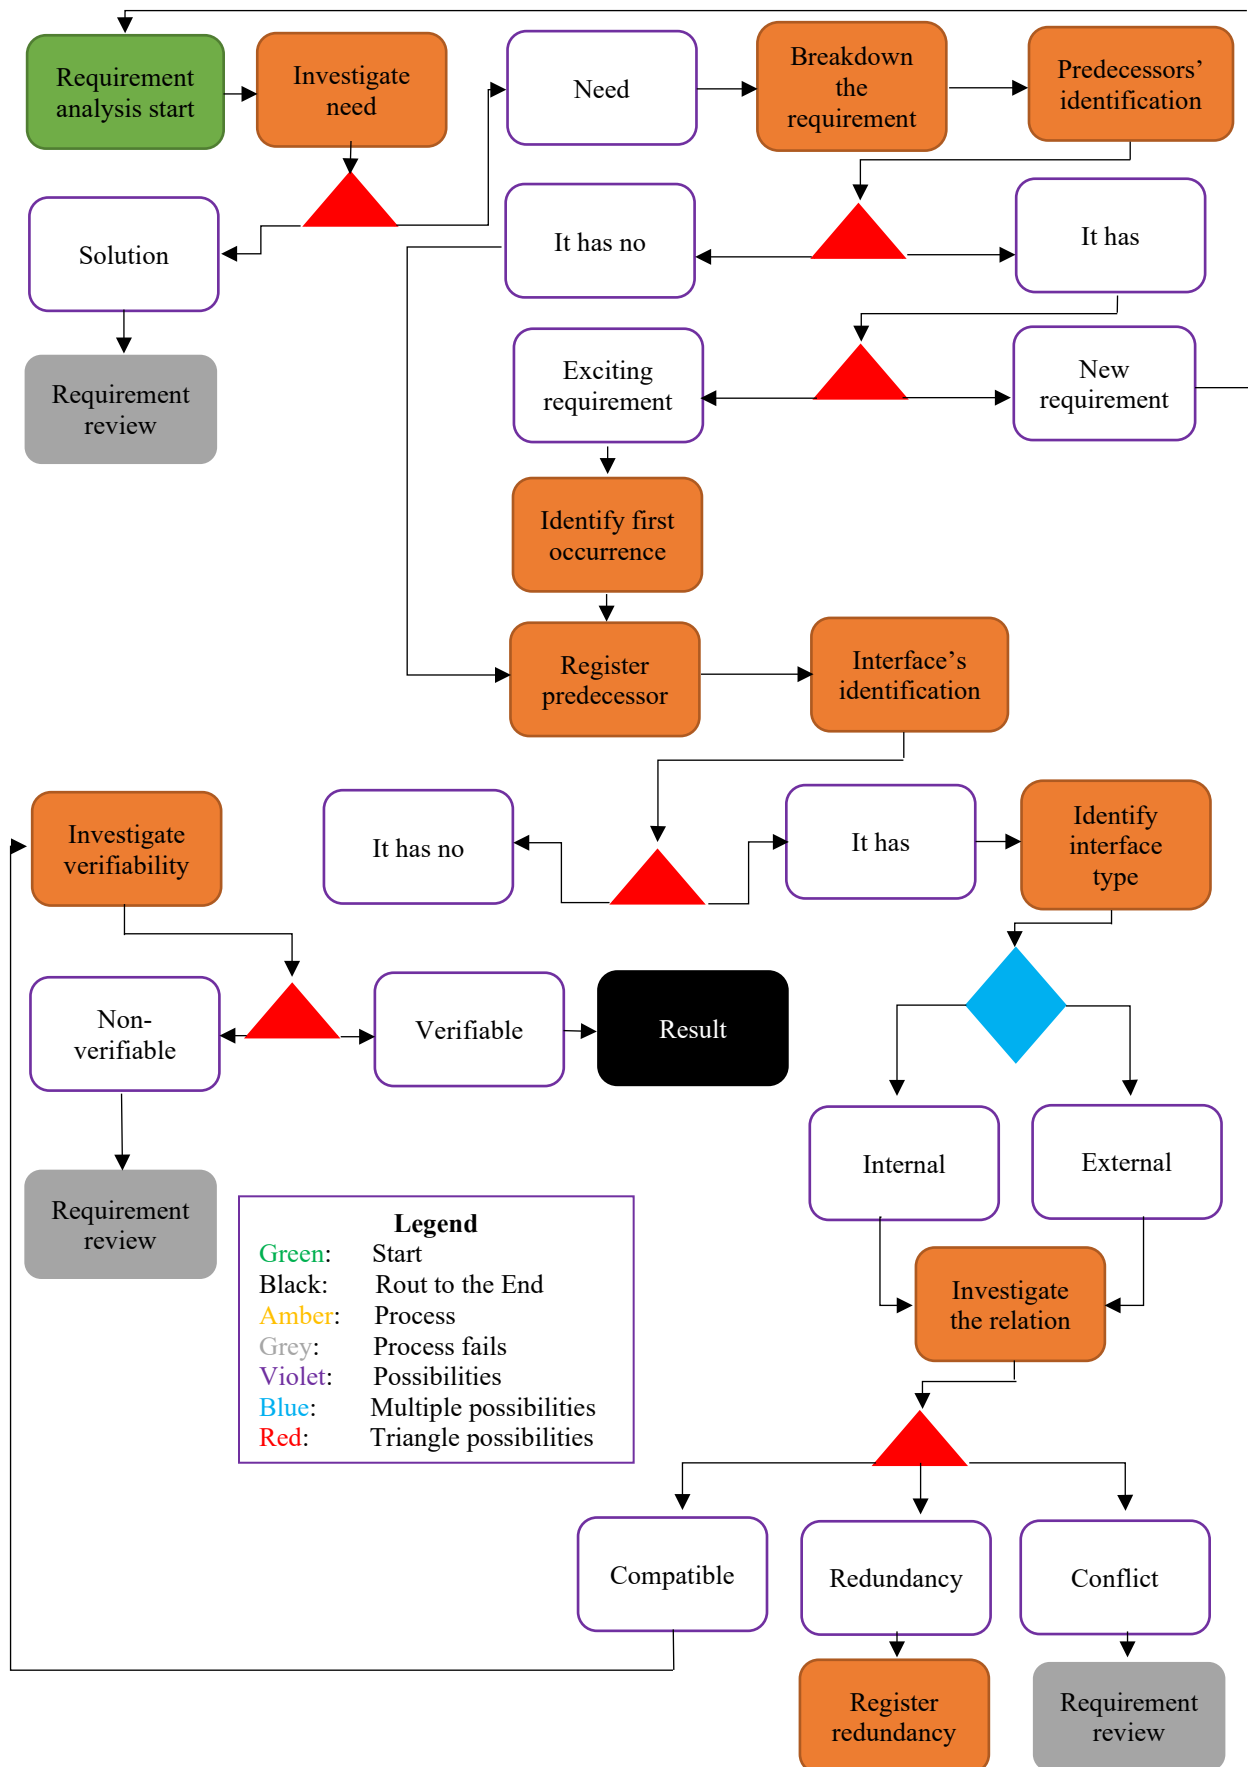 Requirement
analysis start
Investigate
need
Need
Breakdown
the
requirement
Predecessors’
identification
Solution
It has no
It has
Requirement
review
Exciting
requirement
New
requirement
Identify first
occurrence
Register
predecessor
Interface’s
identification
Investigate
verifiability
It has no
It has
Identify
interface
type
Non-
verifiable
Verifiable
Result
Internal
External
Requirement
review
Legend
Green: Start
Black: Rout to the End
Amber: Process
Grey: Process fails
Violet: Possibilities
Blue: Multiple possibilities
Red: Triangle possibilities
Investigate
the relation
Compatible
Redundancy
Conflict
Register
redundancy
Requirement
review